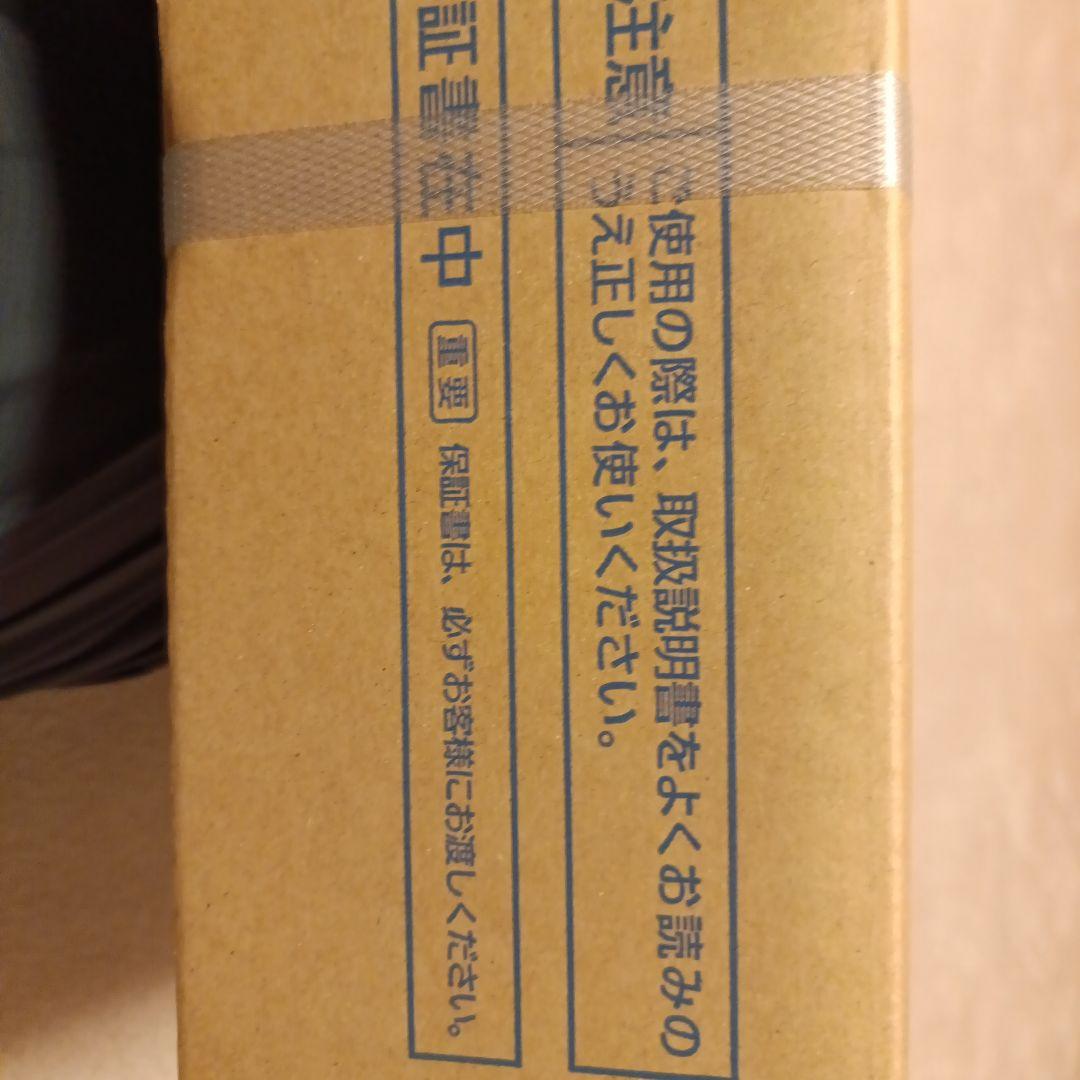 主意
ご使用の際は、取扱説明書をよくお読みの
うえ正しくお使いください。
証書在中 重要 保証書は、必ずお客様にお渡しください。